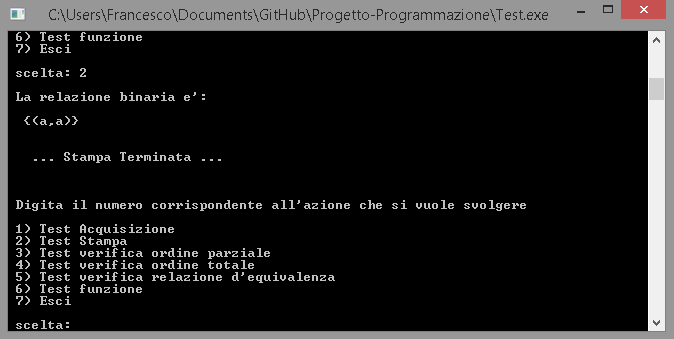 C:\Users\Francesco\Documents\GitHub\Progetto-Programmazione\Test.exe
6) Test funzione
7) Esci
scelta: 2
La relazione binaria e':
{(a,a)}
... Stampa Terminata ...
Digita il numero corrispondente all'azione che si vuole svolgere
1) Test Acquisizione
2) Test Stampa
3) Test verifica ordine parziale
4) Test verifica ordine totale
5) Test verifica relazione d'equivalenza
6) Test funzione
7) Esci
scelta: